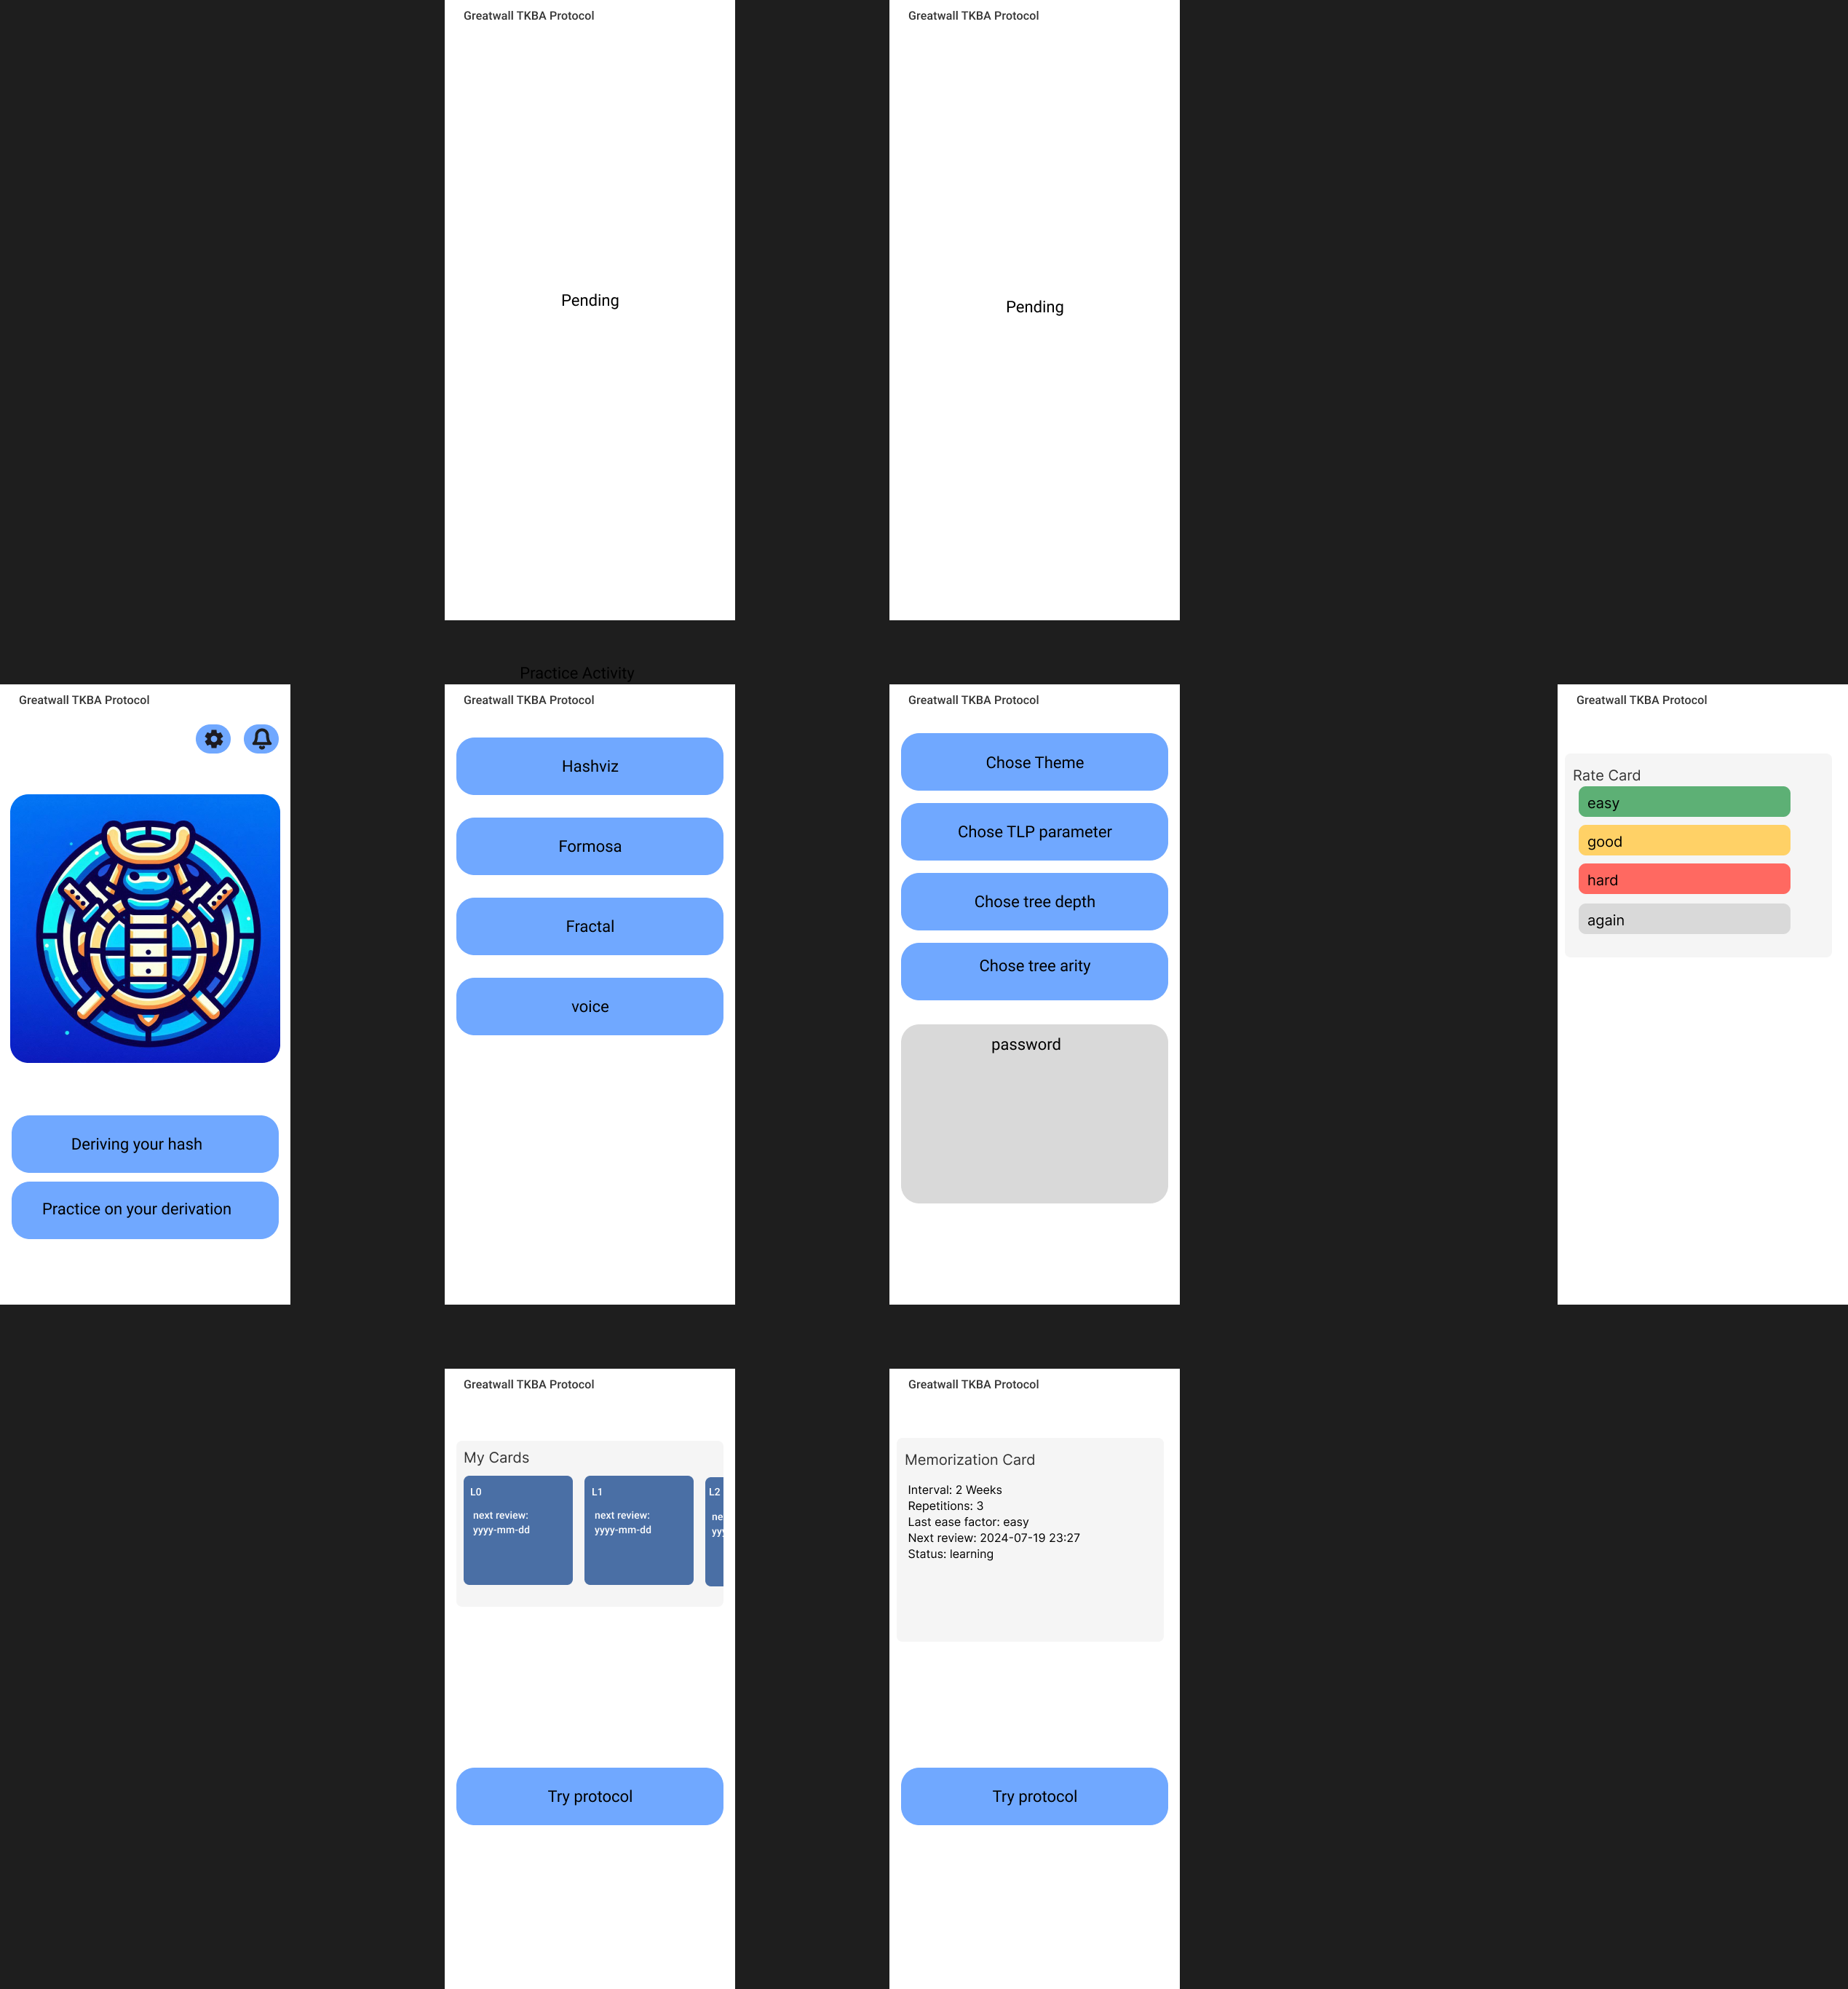 Greatwall TKBA Protocol
Pending
Greatwall TKBA Protocol
Pending
Greatwall TKBA Protocol
Deriving your hash
Practice on your derivation
Practice Activity
Greatwall TKBA Protocol
Hashviz
Formosa
Fractal
voice
Greatwall TKBA Protocol
Chose Theme
Chose TLP parameter
Chose tree depth
Chose tree arity
password
Greatwall TKBA Protocol
Rate Card
easy
good
hard
again
Greatwall TKBA Protocol
My Cards
L0
next review:
yyyy-mm-dd
L1
next review:
yyyy-mm-dd
L2
ne
yyy
Try protocol
Greatwall TKBA Protocol
Memorization Card
Interval: 2 Weeks
Repetitions: 3
Last ease factor: easy
Next review: 2024-07-19 23:27
Status: learning
Try protocol